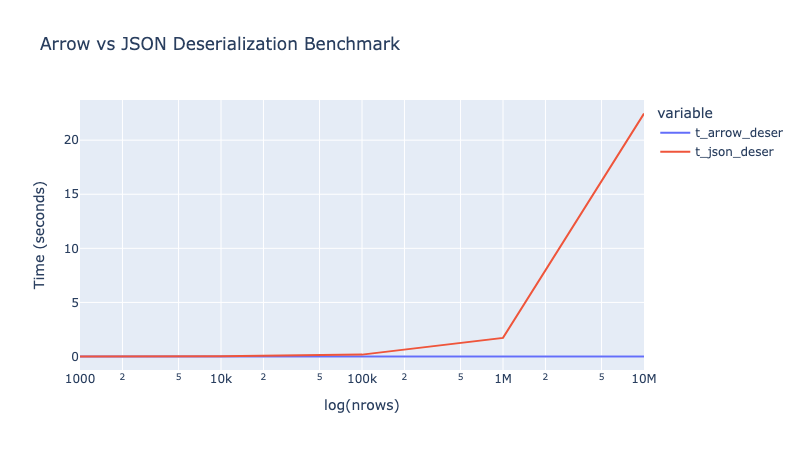 Arrow vs JSON Deserialization Benchmark
variable
t_arrow_deser
t_json_deser
Time (seconds)
20
15
10
5
0
1000 2 5 10k 2 5 100k 2 5 1M 2 5 10M
log(nrows)